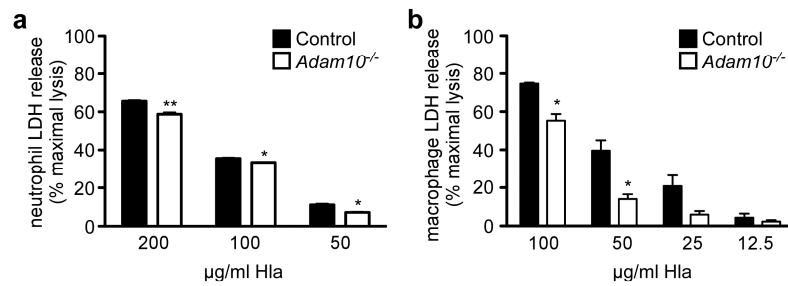 a
neutrophil LDH release
(% maximal lysis)
100
80
60
40
20
0
Control
Adam10-/-
**
*
*
200 100 50
µg/ml Hla
b
macrophage LDH release
(% maximal lysis)
100
80
60
40
20
0
Control
Adam10-/-
*
*
100 50 25 12.5
µg/ml Hla